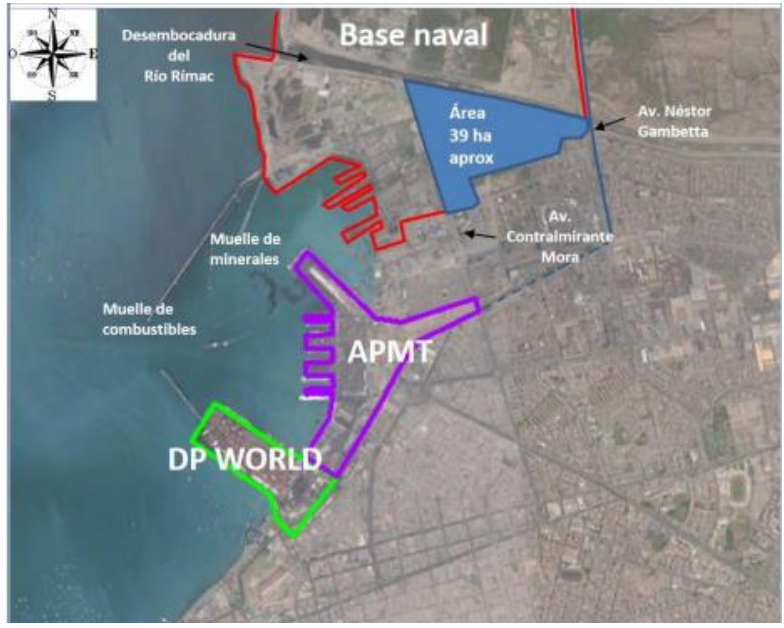 N
O
E
S
Desembocadura
del
Río Rímac
Base naval
Área
39 ha
aprox
Av. Néstor
Gambetta
Av.
Contralmirante
Mora
Muelle de
minerales
Muelle de
combustibles
APMT
DP WORLD